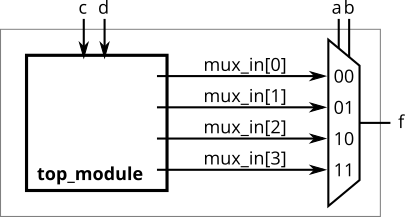 c d
a b
mux_in[0]
00
mux_in[1]
01
f
mux_in[2]
10
mux_in[3]
11
top_module